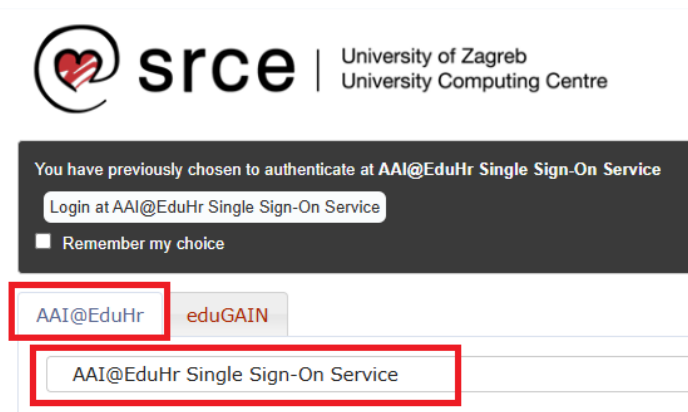 srce
University of Zagreb
University Computing Centre
You have previously chosen to authenticate at AAI@EduHr Single Sign-On Service
Login at AAI@EduHr Single Sign-On Service
Remember my choice
AAI@EduHr
eduGAIN
AAI@EduHr Single Sign-On Service